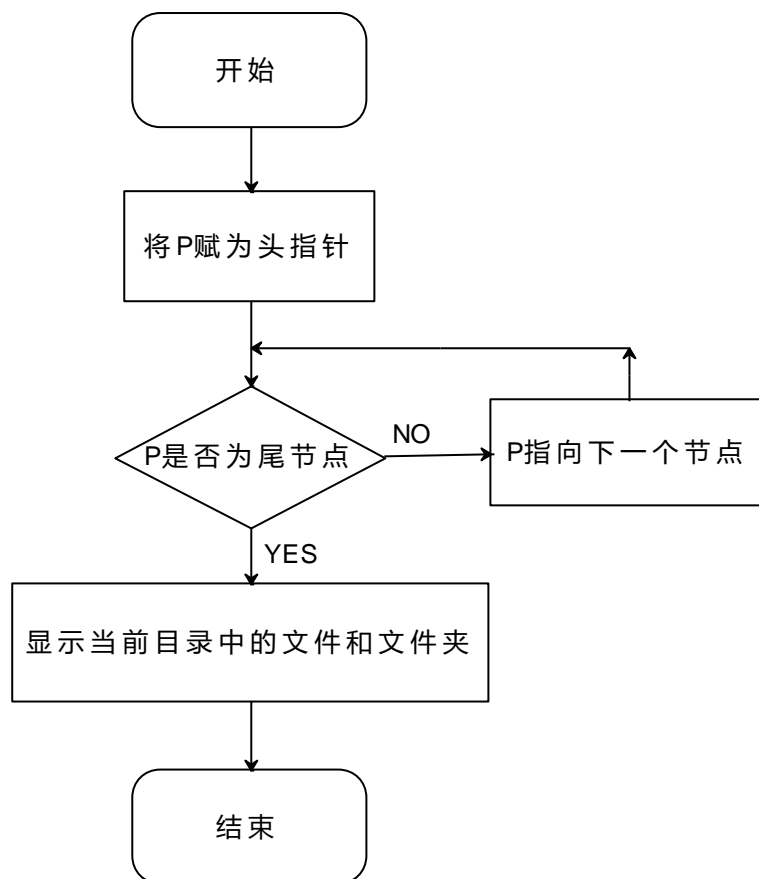 开始
将P赋为头指针
P是否为尾节点
NO
P指向下一个节点
YES
显示当前目录中的文件和文件夹
结束